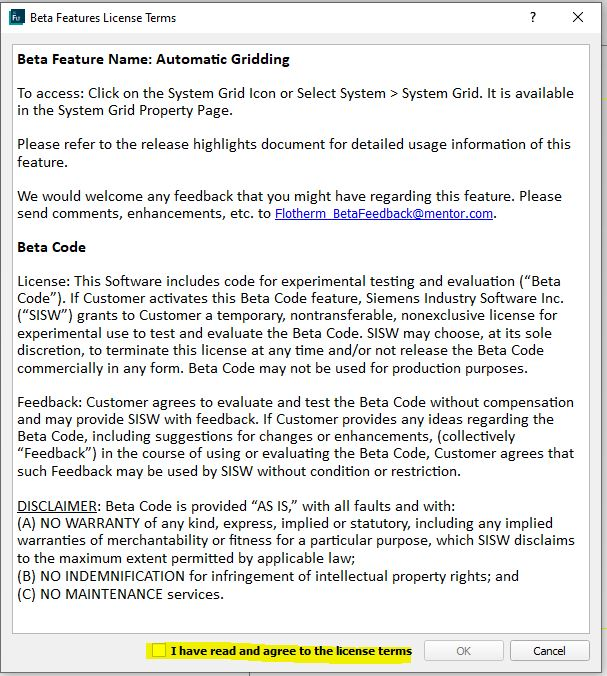 Fu Beta Features License Terms ?
Beta Feature Name: Automatic Gridding
To access: Click on the System Grid Icon or Select System > System Grid. It is available
in the System Grid Property Page.
Please refer to the release highlights document for detailed usage information of this
feature.
We would welcome any feedback that you might have regarding this feature. Please
send comments, enhancements, etc. to Flotherm_BetaFeedback@mentor.com.
Beta Code
License: This Software includes code for experimental testing and evaluation (“Beta
Code”). If Customer activates this Beta Code feature, Siemens Industry Software Inc.
(“SISW”) grants to Customer a temporary, nontransferable, nonexclusive license for
experimental use to test and evaluate the Beta Code. SISW may choose, at its sole
discretion, to terminate this license at any time and/or not release the Beta Code
commercially in any form. Beta Code may not be used for production purposes.
Feedback: Customer agrees to evaluate and test the Beta Code without compensation
and may provide SISW with feedback. If Customer provides any ideas regarding the
Beta Code, including suggestions for changes or enhancements, (collectively
“Feedback”) in the course of using or evaluating the Beta Code, Customer agrees that
such Feedback may be used by SISW without condition or restriction.
DISCLAIMER: Beta Code is provided “AS IS,” with all faults and with:
(A) NO WARRANTY of any kind, express, implied or statutory, including any implied
warranties of merchantability or fitness for a particular purpose, which SISW disclaims
to the maximum extent permitted by applicable law;
(B) NO INDEMNIFICATION for infringement of intellectual property rights; and
(C) NO MAINTENANCE services.
I have read and agree to the license terms OK Cancel